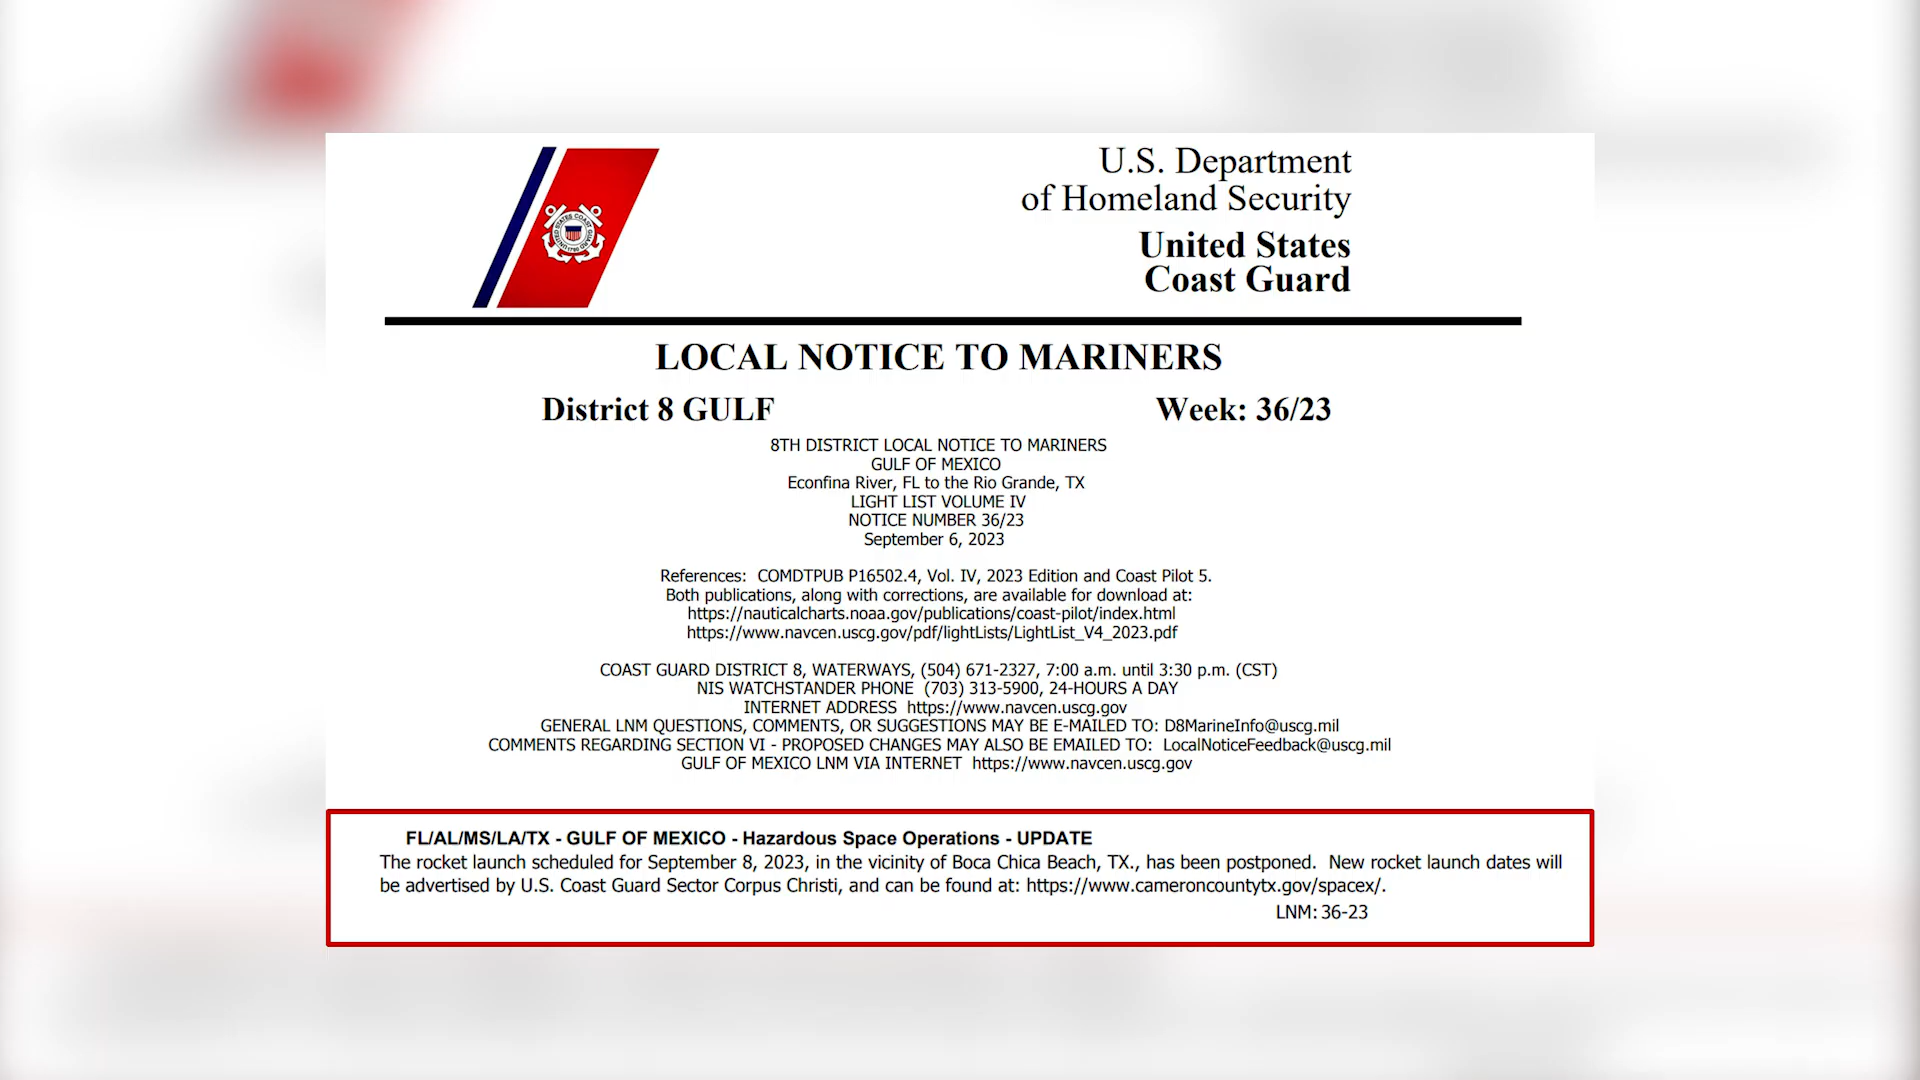 U.S. Department
of Homeland Security
United States
Coast Guard
UNITED STATES COAST GUARD
1790
LOCAL NOTICE TO MARINERS
District 8 GULF Week: 36/23
8TH DISTRICT LOCAL NOTICE TO MARINERS
GULF OF MEXICO
Econfina River, FL to the Rio Grande, TX
LIGHT LIST VOLUME IV
NOTICE NUMBER 36/23
September 6, 2023
References: COMDTPUB P16502.4, Vol. IV, 2023 Edition and Coast Pilot 5.
Both publications, along with corrections, are available for download at:
https://nauticalcharts.noaa.gov/publications/coast-pilot/index.html
https://www.navcen.uscg.gov/pdf/lightLists/LightList_V4_2023.pdf
COAST GUARD DISTRICT 8, WATERWAYS, (504) 671-2327, 7:00 a.m. until 3:30 p.m. (CST)
NIS WATCHSTANDER PHONE (703) 313-5900, 24-HOURS A DAY
INTERNET ADDRESS https://www.navcen.uscg.gov
GENERAL LNM QUESTIONS, COMMENTS, OR SUGGESTIONS MAY BE E-MAILED TO: D8MarineInfo@uscg.mil
COMMENTS REGARDING SECTION VI - PROPOSED CHANGES MAY ALSO BE EMAILED TO: LocalNoticeFeedback@uscg.mil
GULF OF MEXICO LNM VIA INTERNET https://www.navcen.uscg.gov
FL/AL/MS/LA/TX - GULF OF MEXICO - Hazardous Space Operations - UPDATE
The rocket launch scheduled for September 8, 2023, in the vicinity of Boca Chica Beach, TX., has been postponed. New rocket launch dates will
be advertised by U.S. Coast Guard Sector Corpus Christi, and can be found at: https://www.cameroncountytx.gov/spacex/.
LNM: 36-23